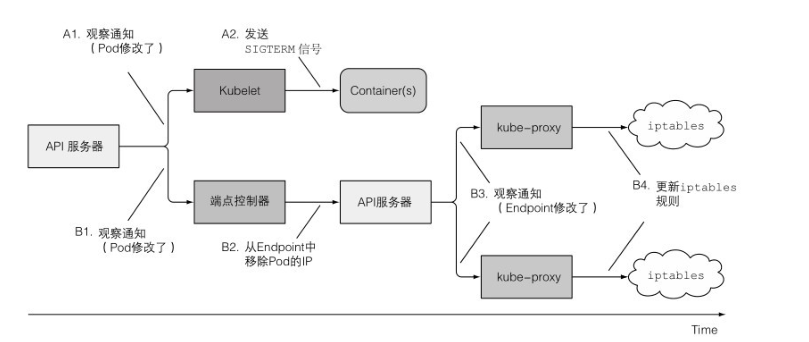 A1. 观察通知
（Pod修改了）
A2. 发送
SIGTERM 信号
Kubelet
Container(s)
API 服务器
kube-proxy
iptables
端点控制器
API服务器
B3. 观察通知
（Endpoint修改了）
B4. 更新iptables
规则
B1. 观察通知
（Pod修改了）
B2. 从Endpoint中
移除Pod的IP
kube-proxy
iptables
Time